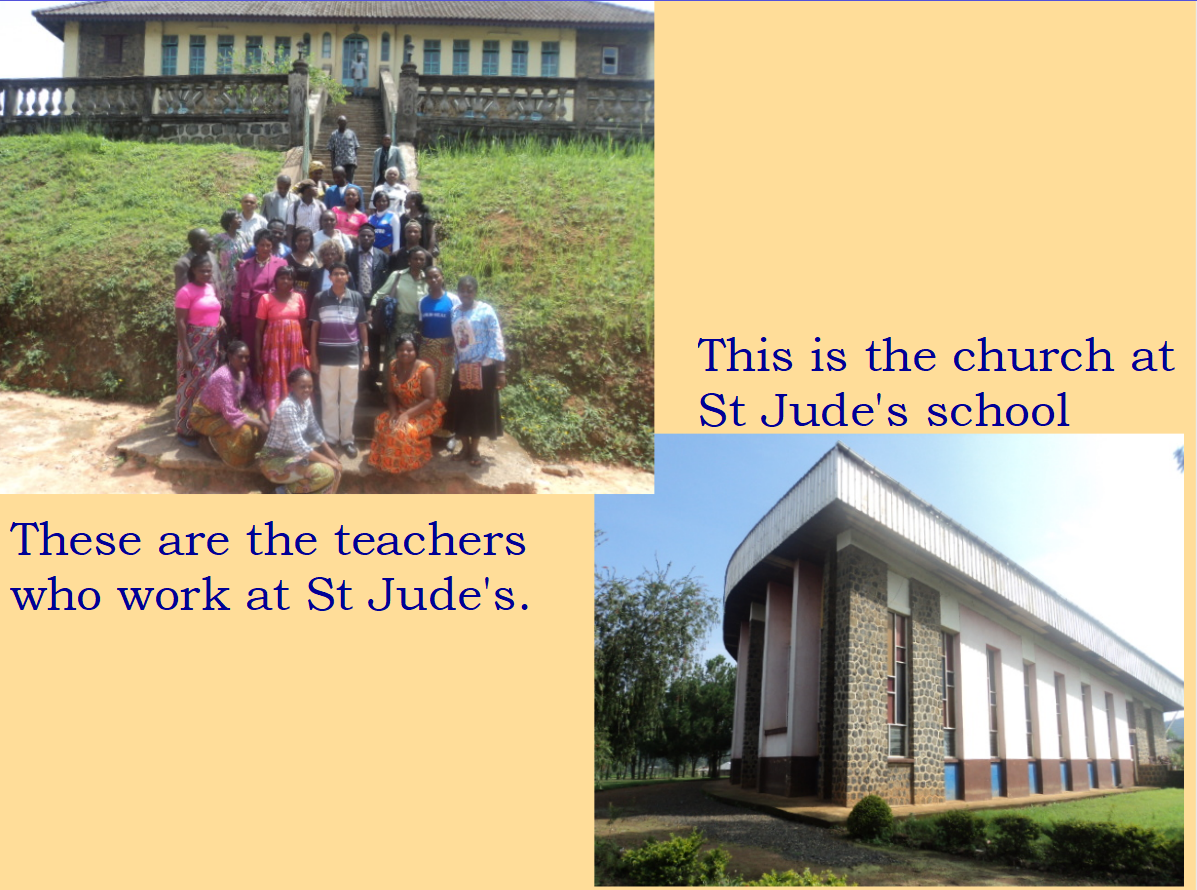 This is the church at
St Jude's school
These are the teachers
who work at St Jude's.